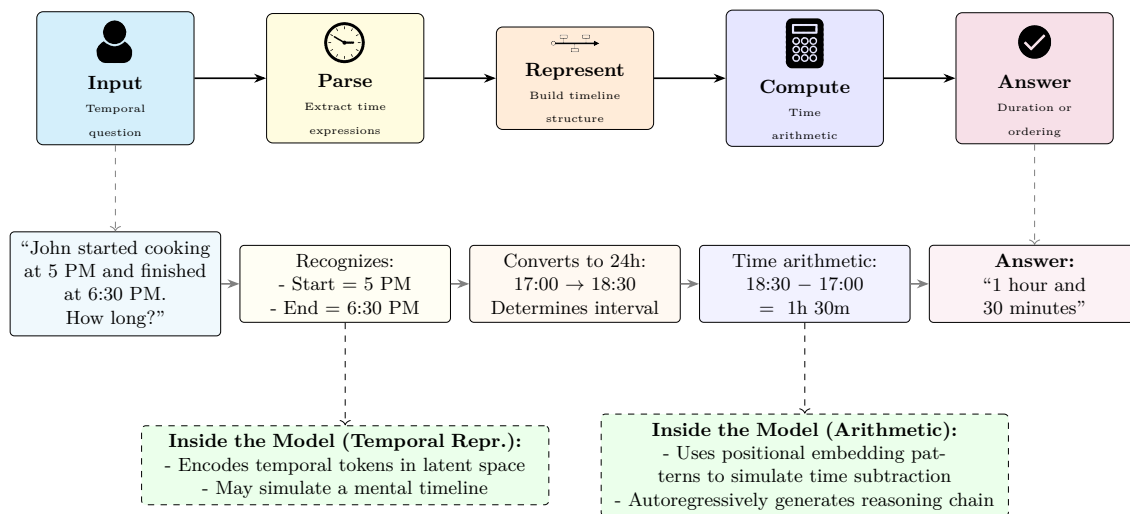 Input
Temporal
question
Parse
Extract time
expressions
Represent
Build timeline
structure
Compute
Time
arithmetic
Answer
Duration or
ordering
“John started cooking
at 5 PM and finished
at 6:30 PM.
How long?”
Recognizes:
- Start = 5 PM
- End = 6:30 PM
Converts to 24h:
17:00 → 18:30
Determines interval
Time arithmetic:
18:30 − 17:00
= 1h 30m
Answer:
“1 hour and
30 minutes”
Inside the Model (Temporal Repr.):
- Encodes temporal tokens in latent space
- May simulate a mental timeline
Inside the Model (Arithmetic):
- Uses positional embedding pat-
terns to simulate time subtraction
- Autoregressively generates reasoning chain